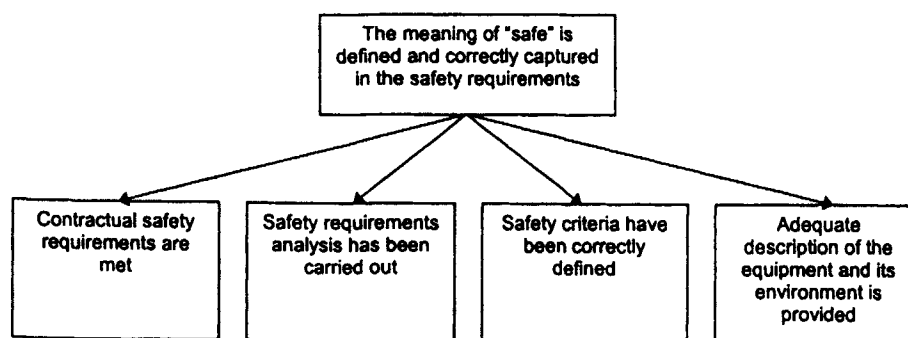 The meaning of "safe" is
defined and correctly captured
in the safety requirements
Contractual safety
requirements are
met
Safety requirements
analysis has been
carried out
Safety criteria have
been correctly
defined
Adequate
description of the
equipment and its
environment is
provided